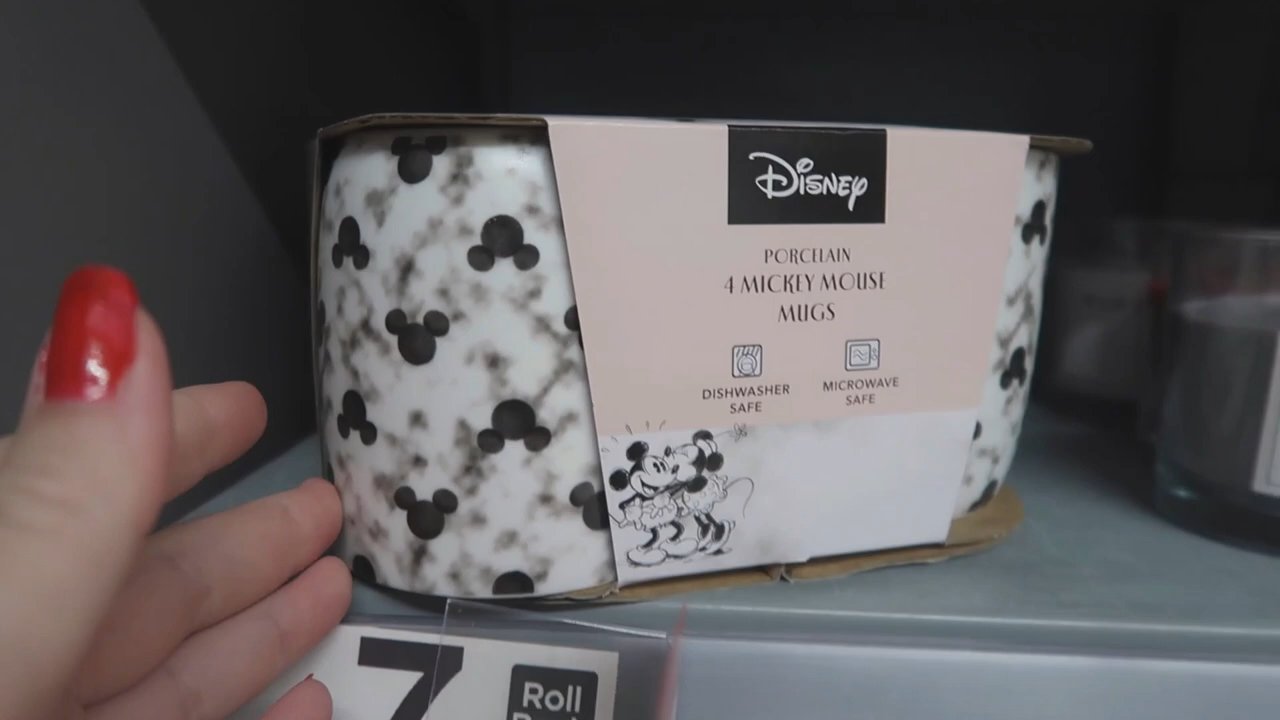 Disney
PORCELAIN
4 MICKEY MOUSE
MUGS
DISHWASHER
SAFE
MICROWAVE
SAFE
7
Roll